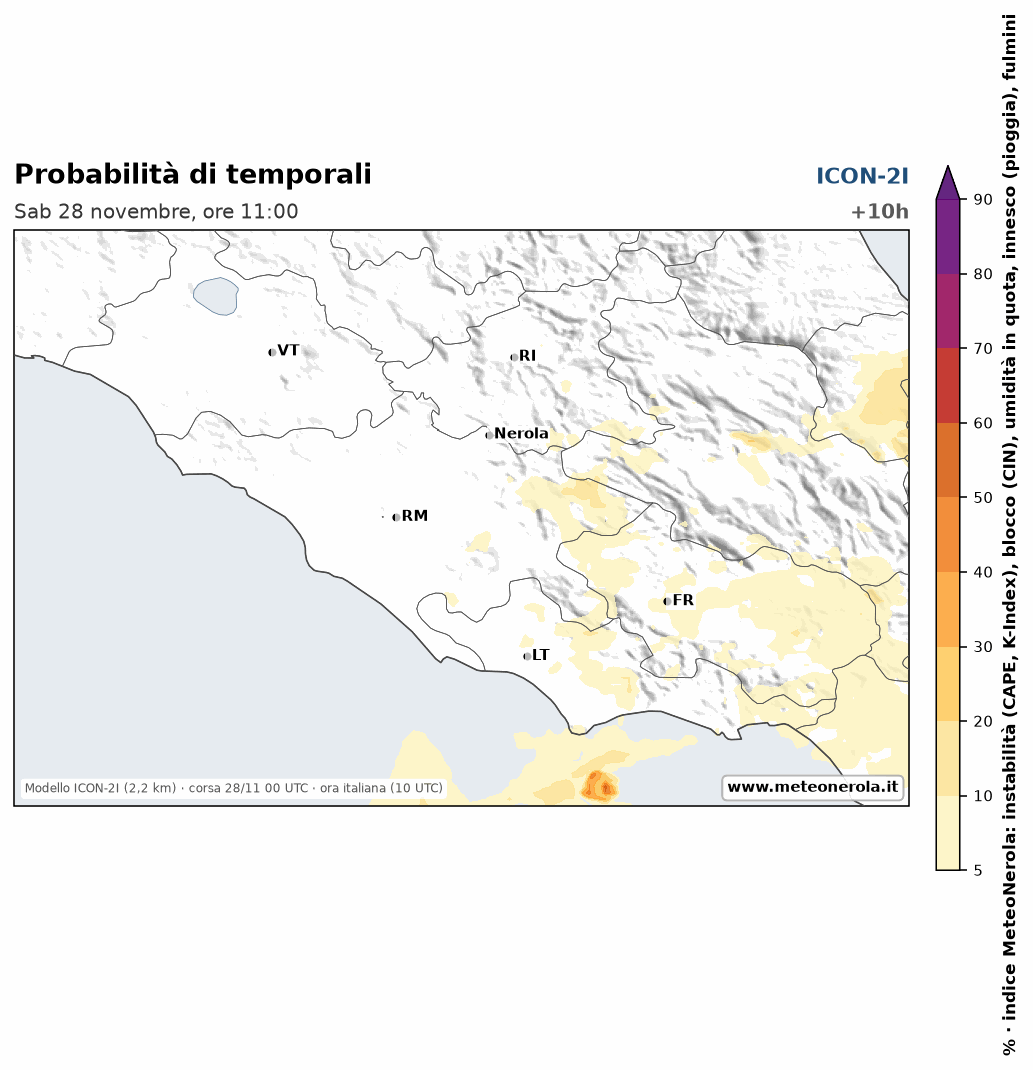 Probabilità di temporali
ICON-2I
Sab 28 novembre, ore 11:00
+10h
VT
RI
Nerola
RM
FR
LT
Modello ICON-2I (2,2 km) · corsa 28/11 00 UTC · ora italiana (10 UTC)
www.meteonerola.it
90
80
70
60
50
40
30
20
10
5
% · indice MeteoNerola: instabilità (CAPE, K-Index), blocco (CIN), umidità in quota, innesco (pioggia), fulmini